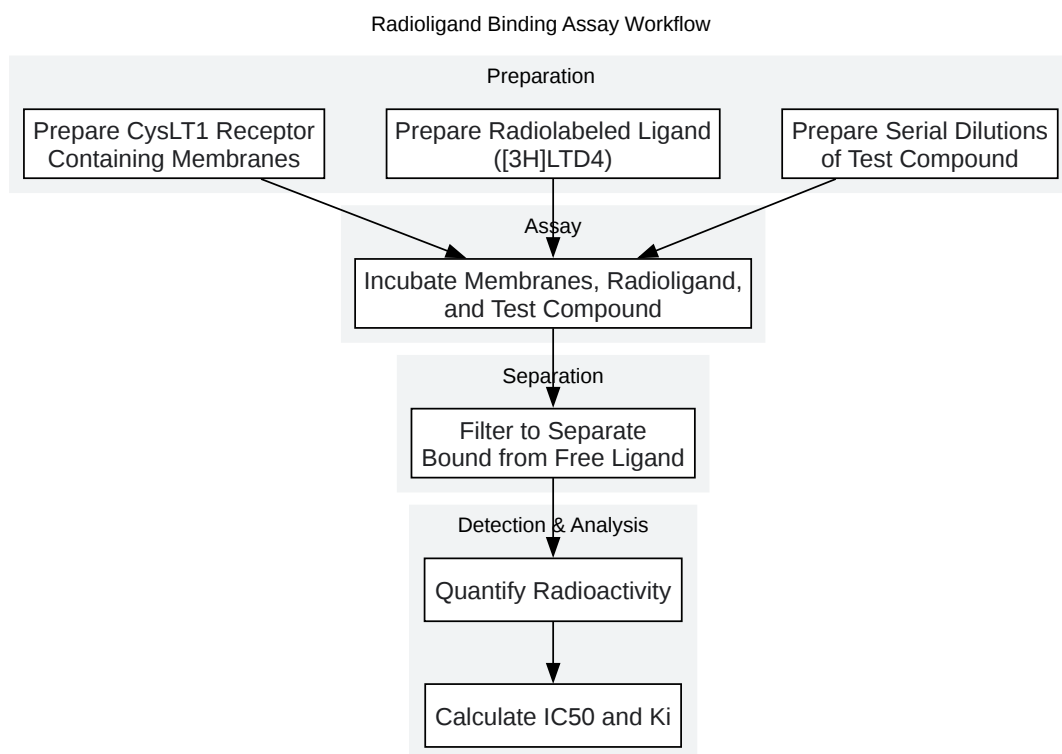 Radioligand Binding Assay Workflow
Preparation
Prepare CysLT1 Receptor
Containing Membranes
Prepare Radiolabeled Ligand
([3H]LTD4)
Prepare Serial Dilutions
of Test Compound
Assay
Incubate Membranes, Radioligand,
and Test Compound
Separation
Filter to Separate
Bound from Free Ligand
Detection & Analysis
Quantify Radioactivity
Calculate IC50 and Ki